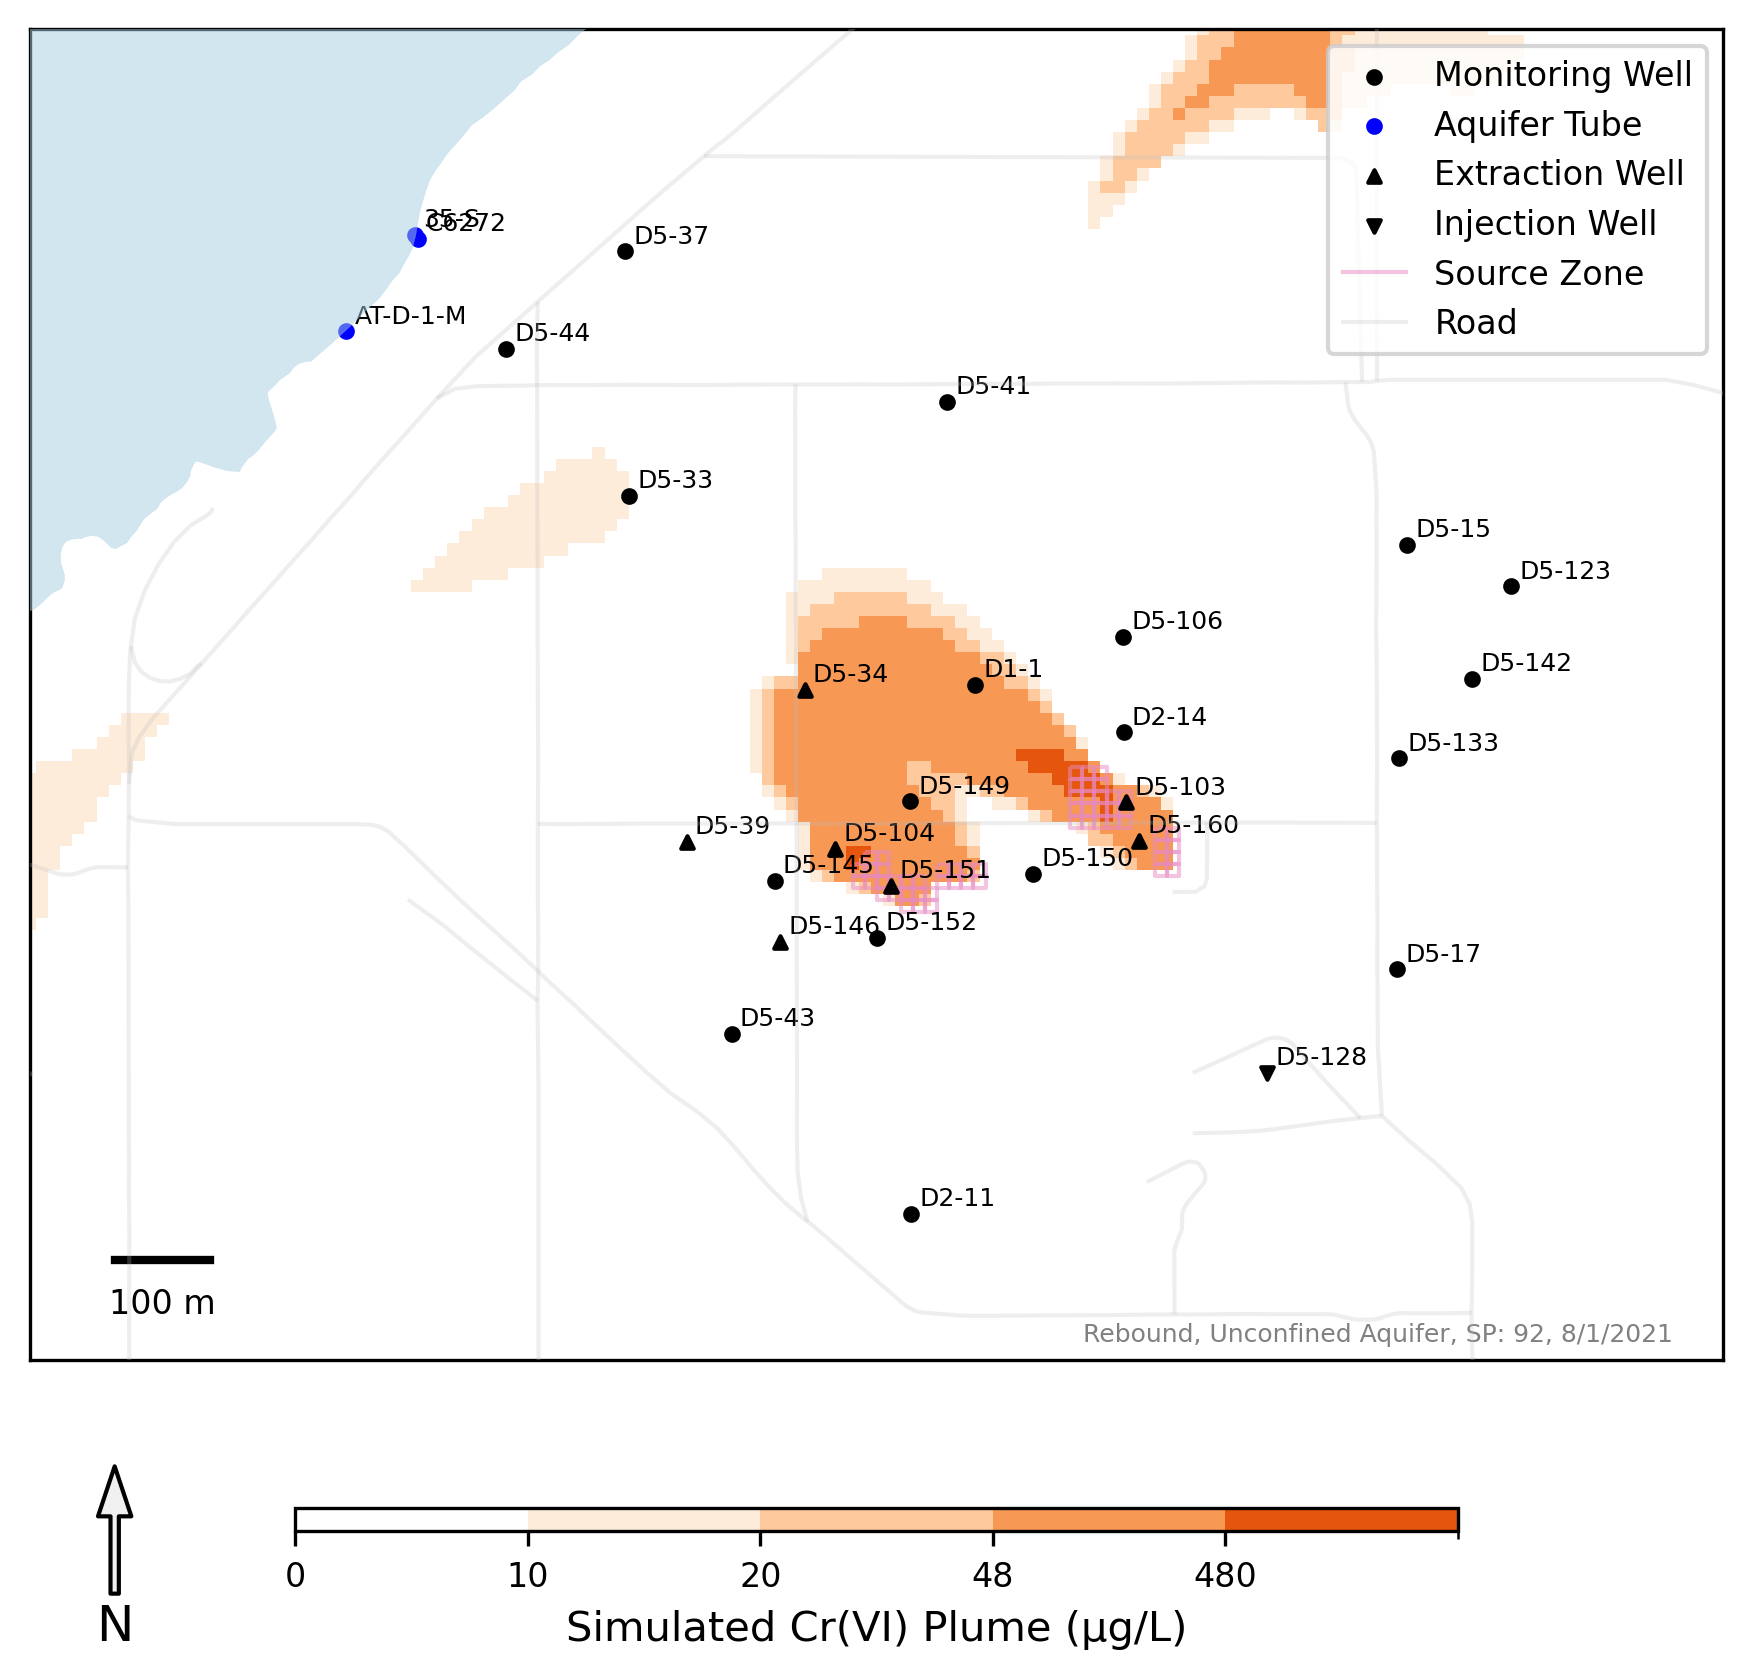 Monitoring Well
Aquifer Tube
Extraction Well
Injection Well
Source Zone
Road
35-S
C6272
D5-37
AT-D-1-M
D5-44
D5-41
D5-33
D5-15
D5-123
D5-106
D5-142
D5-34
D1-1
D2-14
D5-133
D5-149
D5-103
D5-39
D5-104
D5-160
D5-145
D5-151
D5-150
D5-146
D5-152
D5-17
D5-43
D5-128
D2-11
100 m
Rebound, Unconfined Aquifer, SP: 92, 8/1/2021
N
0 10 20 48 480
Simulated Cr(VI) Plume (μg/L)